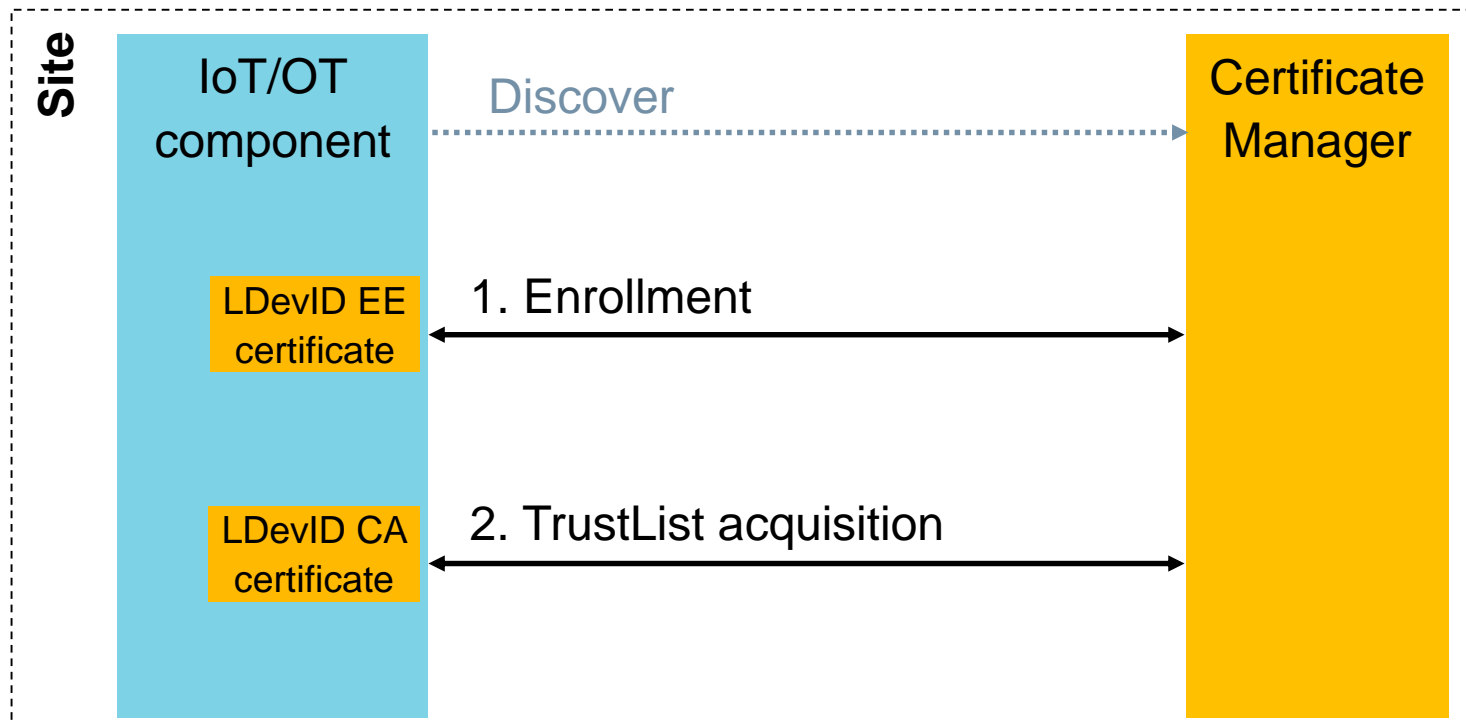 Site
IoT/OT
component
Discover
Certificate
Manager
LDevID EE
certificate
1. Enrollment
LDevID CA
certificate
2. TrustList acquisition